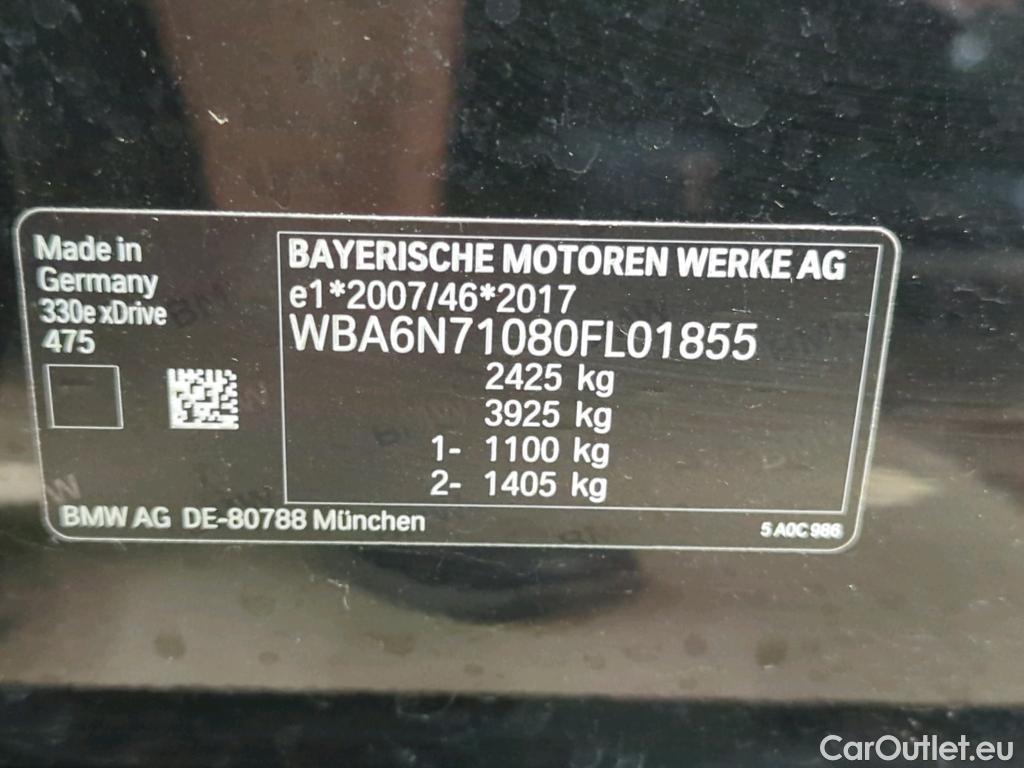 Made in
Germany
330e xDrive
475
BAYERISCHE MOTOREN WERKE AG
e1*2007/46*2017
WBA6N71080FL01855
2425 kg
3925 kg
1- 1100 kg
2- 1405 kg
BMW AG DE-80788 München
5 A0C 986
CarOutlet.eu